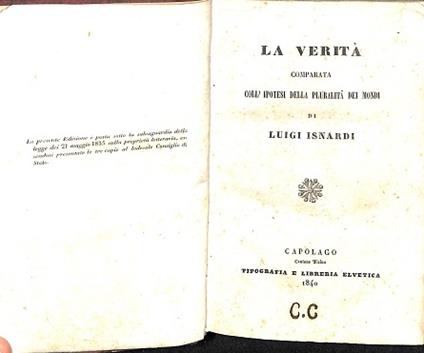 La presente Edizione è posta sotto la salvaguardia della
legge dei 21 maggio 1835 sulla proprietà letteraria, es-
sendosi presentate le tre copie al lodevole Consiglio di
Stato.
LA VERITÀ
COMPARATA
COLL' IPOTESI DELLA PLURALITÀ DEI MONDI
DI
LUIGI ISNARDI
CAPOLAGO
Cantone Ticino
TIPOGRAFIA E LIBRERIA ELVETICA
1840
C.C